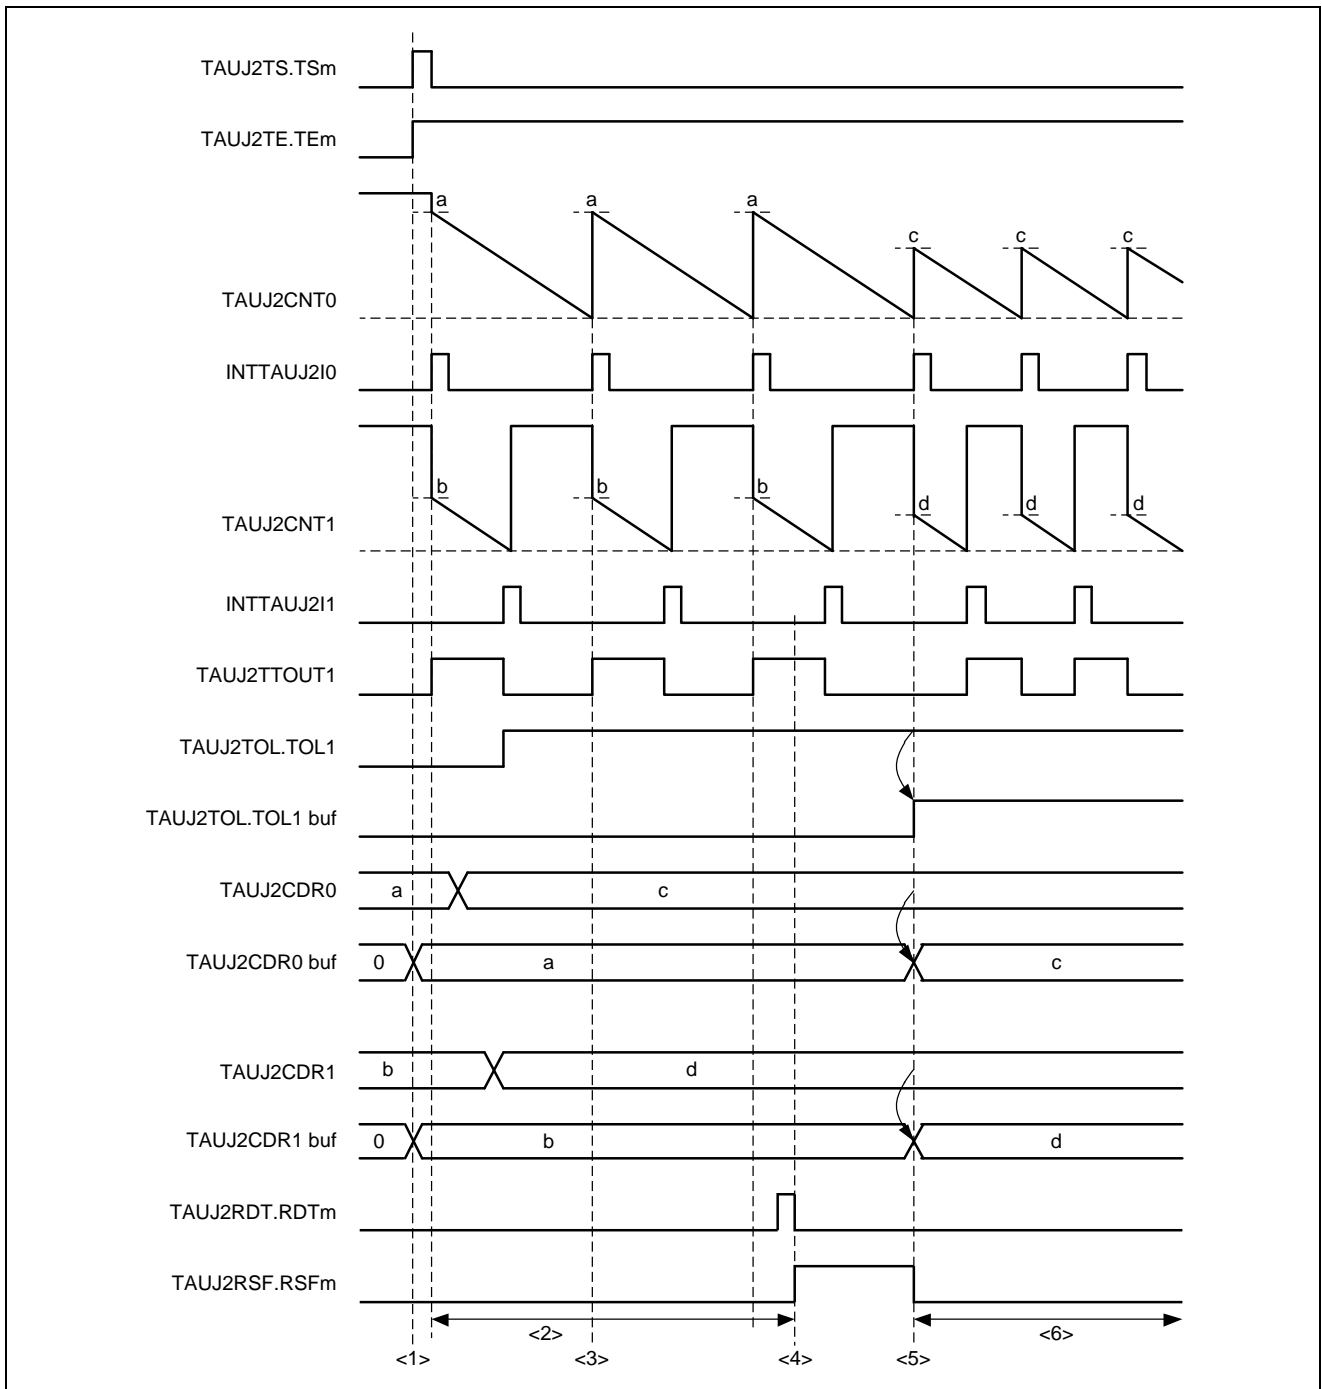 TAUJ2TS.TSm
TAUJ2TE.TEm
a a a
c c c
TAUJ2CNT0
INTTAUJ2I0
b b b
d d d
TAUJ2CNT1
INTTAUJ2I1
TAUJ2TTOUT1
TAUJ2TOL.TOL1
TAUJ2TOL.TOL1 buf
TAUJ2CDR0 a c
TAUJ2CDR0 buf 0 a c
TAUJ2CDR1 b d
TAUJ2CDR1 buf 0 b d
TAUJ2RDT.RDTm
TAUJ2RSF.RSFm
<2> <6>
<1> <3> <4> <5>